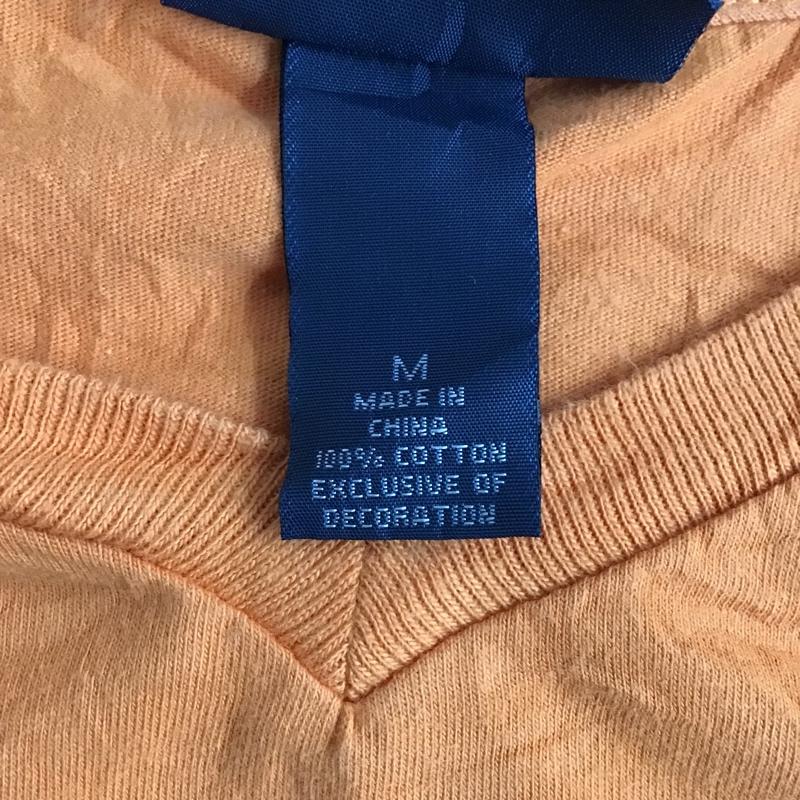 M
MADE IN
CHINA
100% COTTON
EXCLUSIVE OF
DECORATION